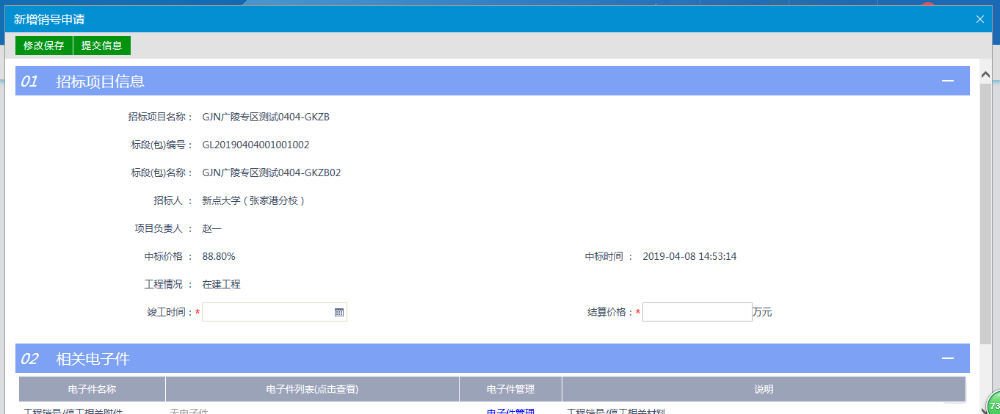 新增销号申请
修改保存 提交信息
01 招标项目信息
招标项目名称： GJN广陵专区测试0404-GKZB
标段(包)编号： GL20190404001001002
标段(包)名称： GJN广陵专区测试0404-GKZB02
招标人 ： 新点大学（张家港分校）
项目负责人 ： 赵一
中标价格 ： 88.80% 中标时间 ： 2019-04-08 14:53:14
工程情况 ： 在建工程
竣工时间：* 结算价格：* 万元
02 相关电子件
电子件名称 电子件列表(点击查看) 电子件管理 说明
工程销号/停工相关附件 无电子件 电子件管理 工程销号/停工相关材料
73